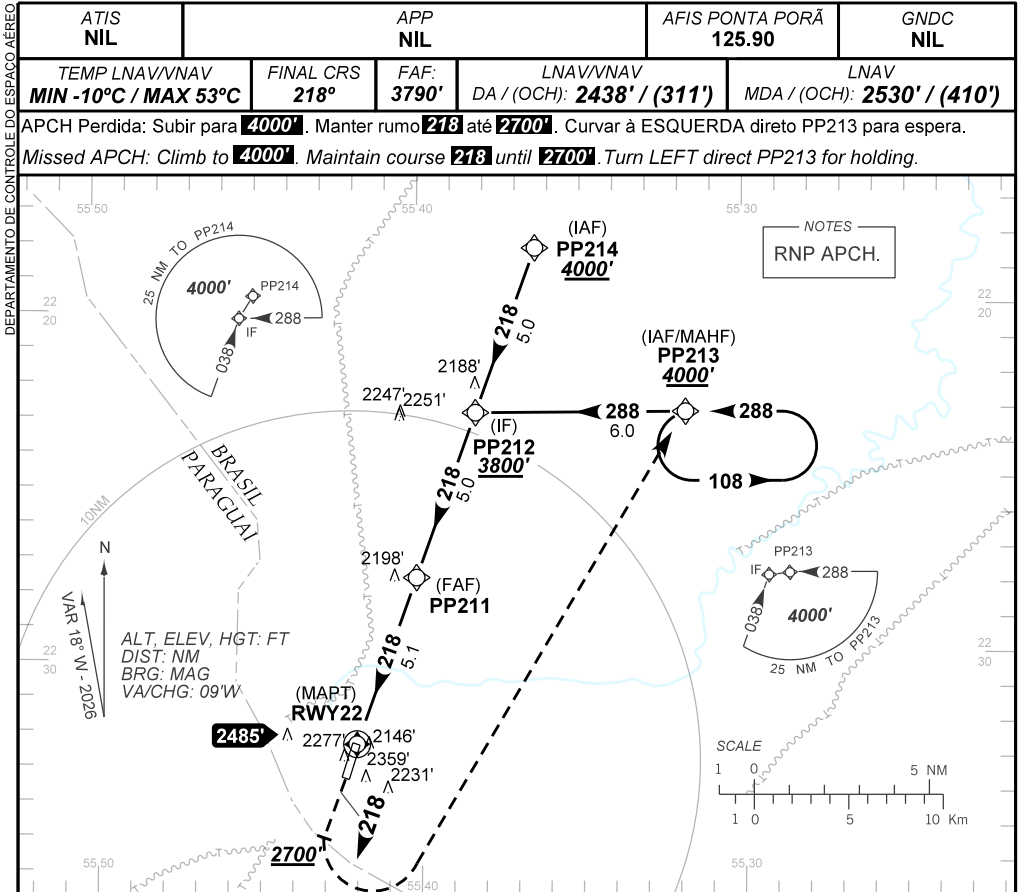 DEPARTAMENTO DE CONTROLE DO ESPAÇO AÉREO
ATIS
NIL
APP
NIL
AFIS PONTA PORÃ
125.90
GNDC
NIL
TEMP LNAV/VNAV
MIN -10ºC / MAX 53ºC
FINAL CRS
218º
FAF:
3790'
LNAV/VNAV
DA / (OCH): 2438' / (311')
LNAV
MDA / (OCH): 2530' / (410')
APCH Perdida: Subir para 4000'. Manter rumo 218 até 2700'. Curvar à ESQUERDA direto PP213 para espera.
Missed APCH: Climb to 4000'. Maintain course 218 until 2700'.Turn LEFT direct PP213 for holding.
55 50
55 40
55 30
NOTES
RNP APCH.
25 NM TO PP214
4000'
PP214
IF
288
038
22
20
22
20
(IAF)
PP214
4000'
218
5.0
(IAF/MAHF)
PP213
4000'
2188'
2247'
2251'
288
6.0
288
108
(IF)
PP212
3800'
218
5.0
BRASIL
PARAGUAI
10NM
2198'
(FAF)
PP211
N
VAR 18° W - 2026
PP213
IF
288
038
4000'
25 NM TO PP213
ALT, ELEV, HGT: FT
DIST: NM
BRG: MAG
VA/CHG: 09'W
218
5.1
22
30
22
30
(MAPT)
RWY22
2485'
2277'
2146'
2359'
2231'
218
2700'
SCALE
1 0 5 NM
1 0 5 10 Km
55 50
55 40
55 30